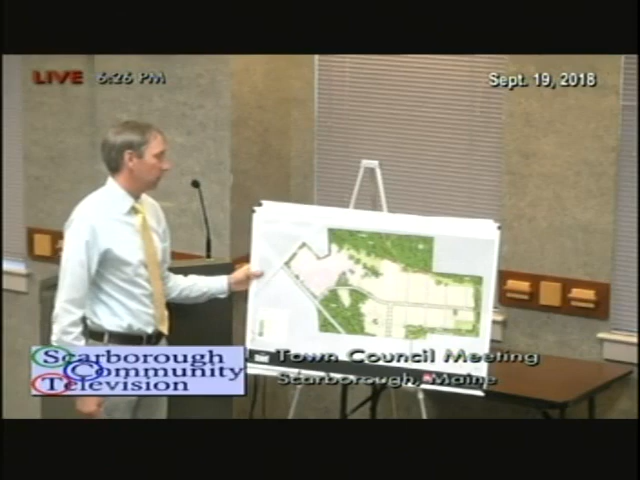 LIVE 6:26 PM
Sept. 19, 2018
Scarborough
Community
Television
Town Council Meeting
Scarborough, Maine